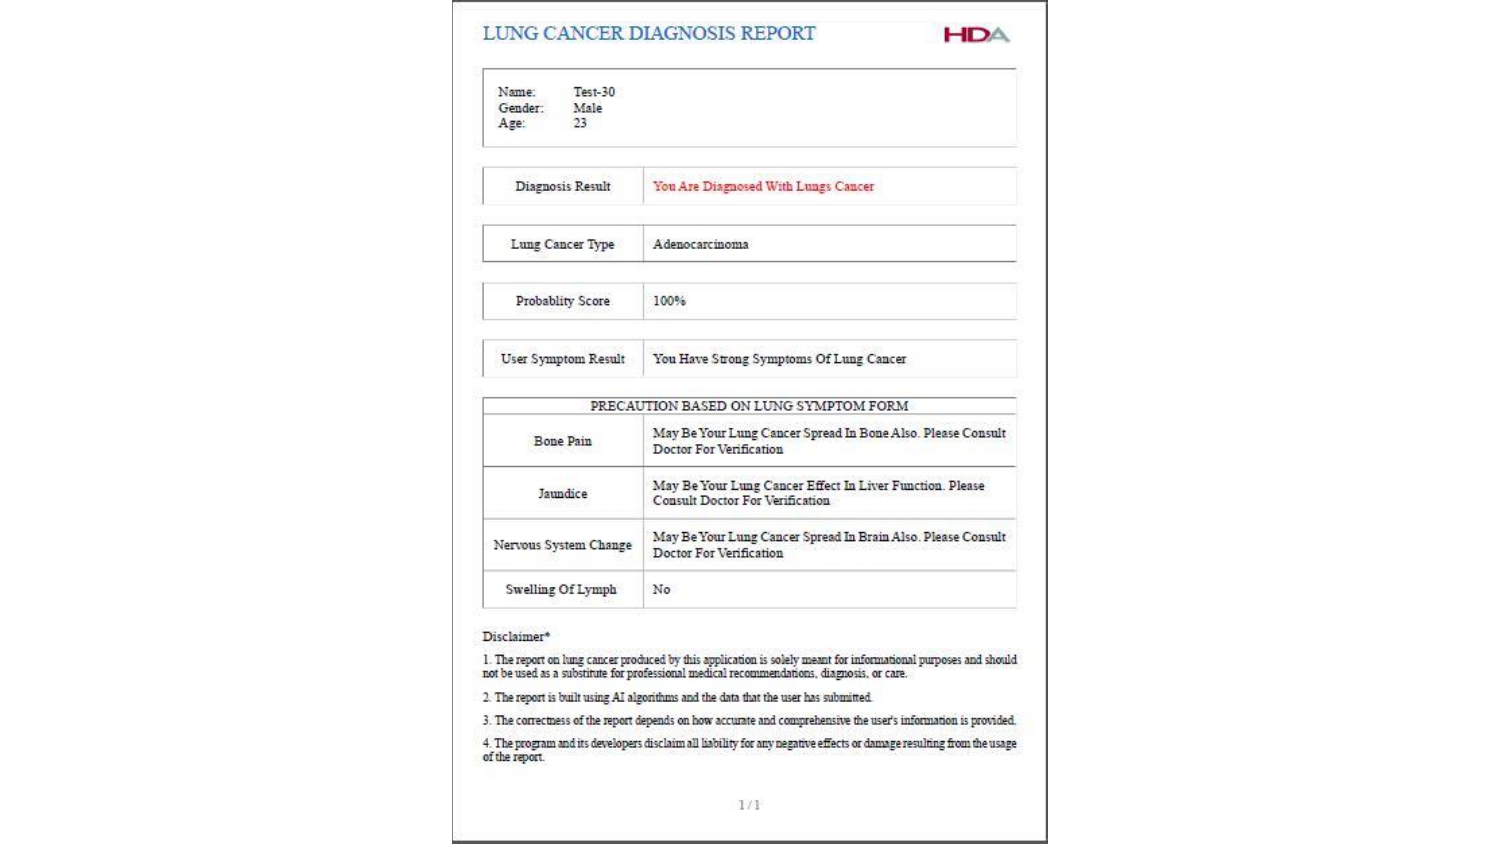 LUNG CANCER DIAGNOSIS REPORT
HDA
Name: Test-30
Gender: Male
Age: 23
Diagnosis Result You Are Diagnosed With Lungs Cancer
Lung Cancer Type Adenocarcinoma
Probablity Score 100%
User Symptom Result You Have Strong Symptoms Of Lung Cancer
PRECAUTION BASED ON LUNG SYMPTOM FORM
Bone Pain May Be Your Lung Cancer Spread In Bone Also. Please Consult
Doctor For Verification
Jaundice May Be Your Lung Cancer Effect In Liver Function. Please
Consult Doctor For Verification
Nervous System Change May Be Your Lung Cancer Spread In Brain Also. Please Consult
Doctor For Verification
Swelling Of Lymph No
Disclaimer*
1. The report on lung cancer produced by this application is solely meant for informational purposes and should
not be used as a substitute for professional medical recommendations, diagnosis, or care.
2. The report is built using AI algorithms and the data that the user has submitted.
3. The correctness of the report depends on how accurate and comprehensive the user's information is provided.
4. The program and its developers disclaim all liability for any negative effects or damage resulting from the usage
of the report.
1 / 1